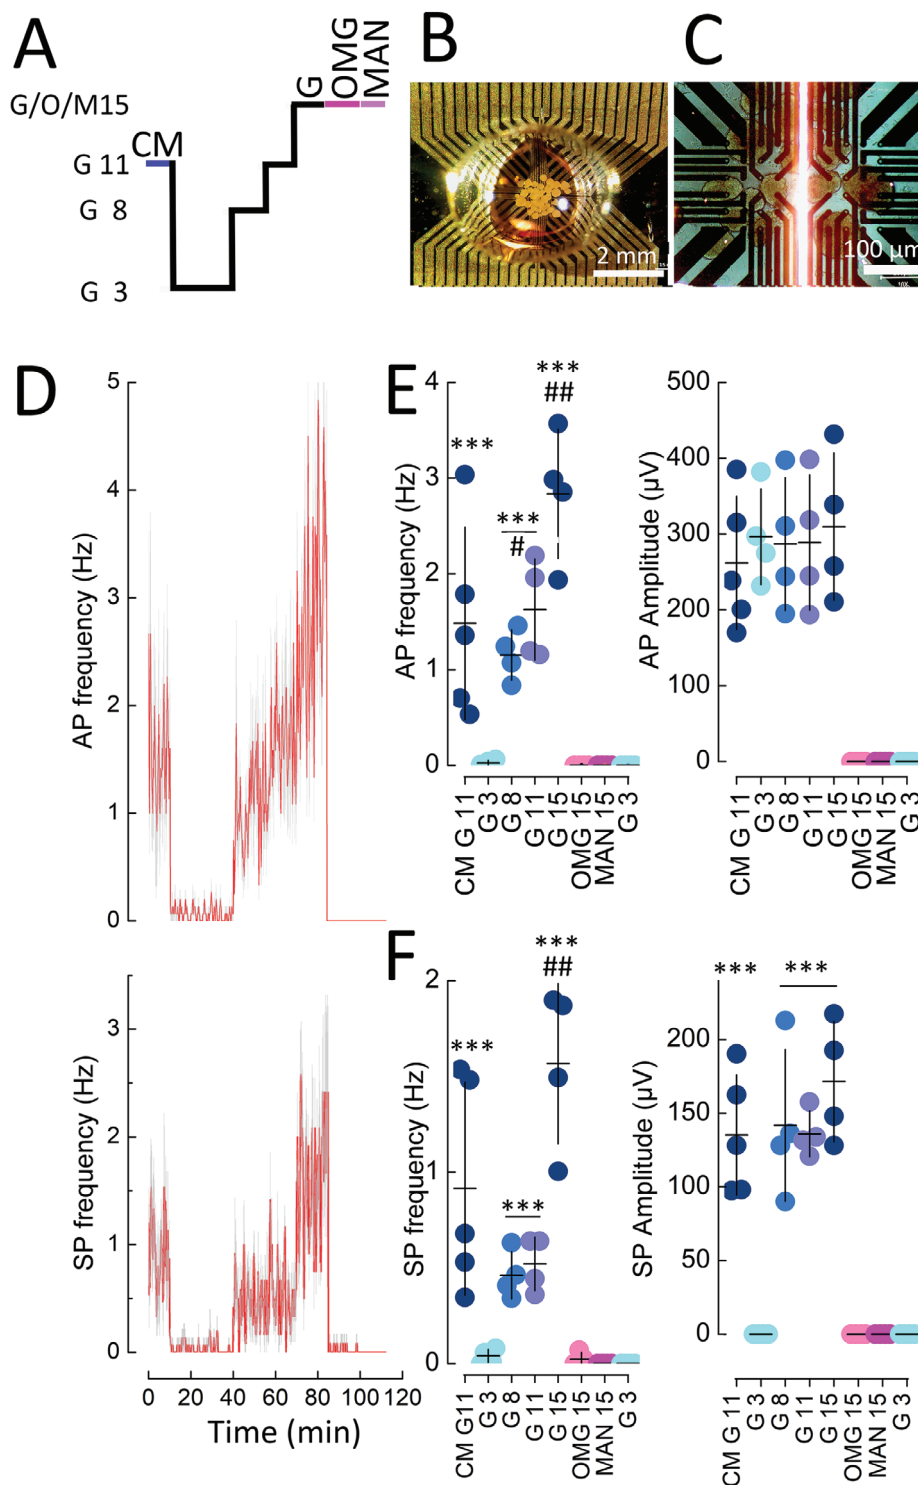 A
B
C
G/O/M15
G
OMG
MAN
CM
G 11
G 8
G 3
2 mm
100 µm
D
AP frequency (Hz)
5
4
3
2
1
0
SP frequency (Hz)
3
2
1
0
0 20 40 60 80 100 120
Time (min)
E
AP frequency (Hz)
4
3
2
1
0
***
***
#
***
##
CM G 11
G 3
G 8
G 11
G 15
OMG 15
MAN 15
G 3
AP Amplitude (µV)
500
400
300
200
100
0
CM G 11
G 3
G 8
G 11
G 15
OMG 15
MAN 15
G 3
F
SP frequency (Hz)
2
1
0
***
***
***
##
CM G 11
G 3
G 8
G 11
G 15
OMG 15
MAN 15
G 3
SP Amplitude (µV)
200
150
100
50
0
***
***
CM G 11
G 3
G 8
G 11
G 15
OMG 15
MAN 15
G 3